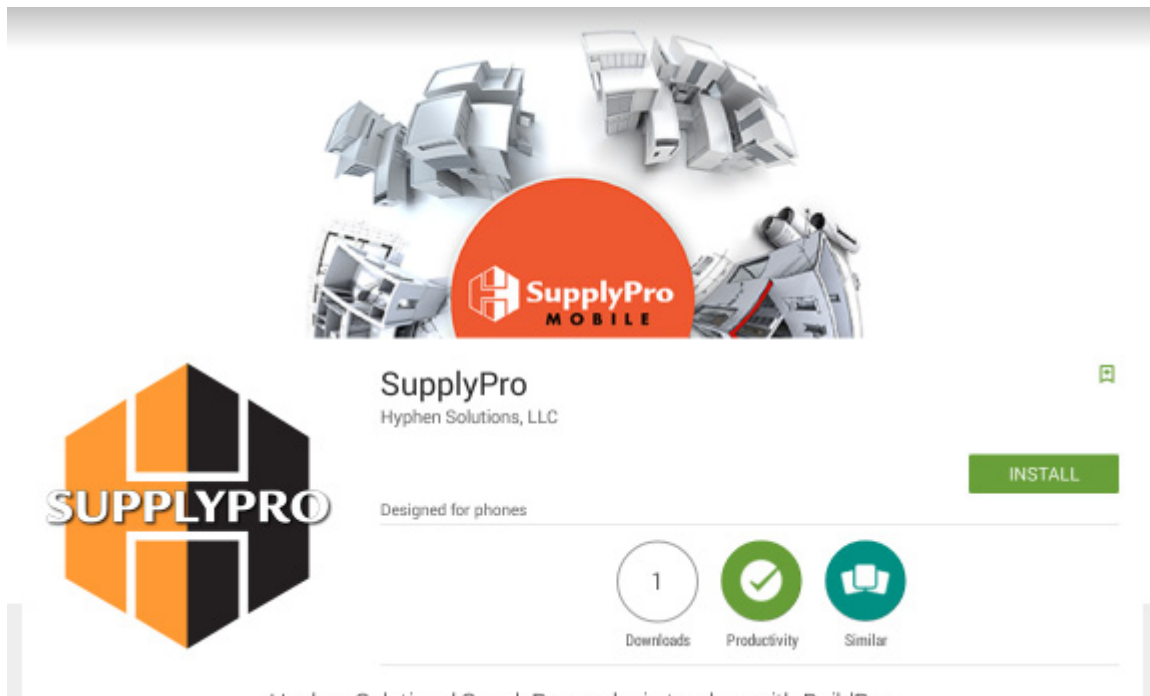 SupplyPro
MOBILE
SupplyPro
Hyphen Solutions, LLC
INSTALL
SUPPLYPRO
Designed for phones
1
Downloads
Productivity
Similar